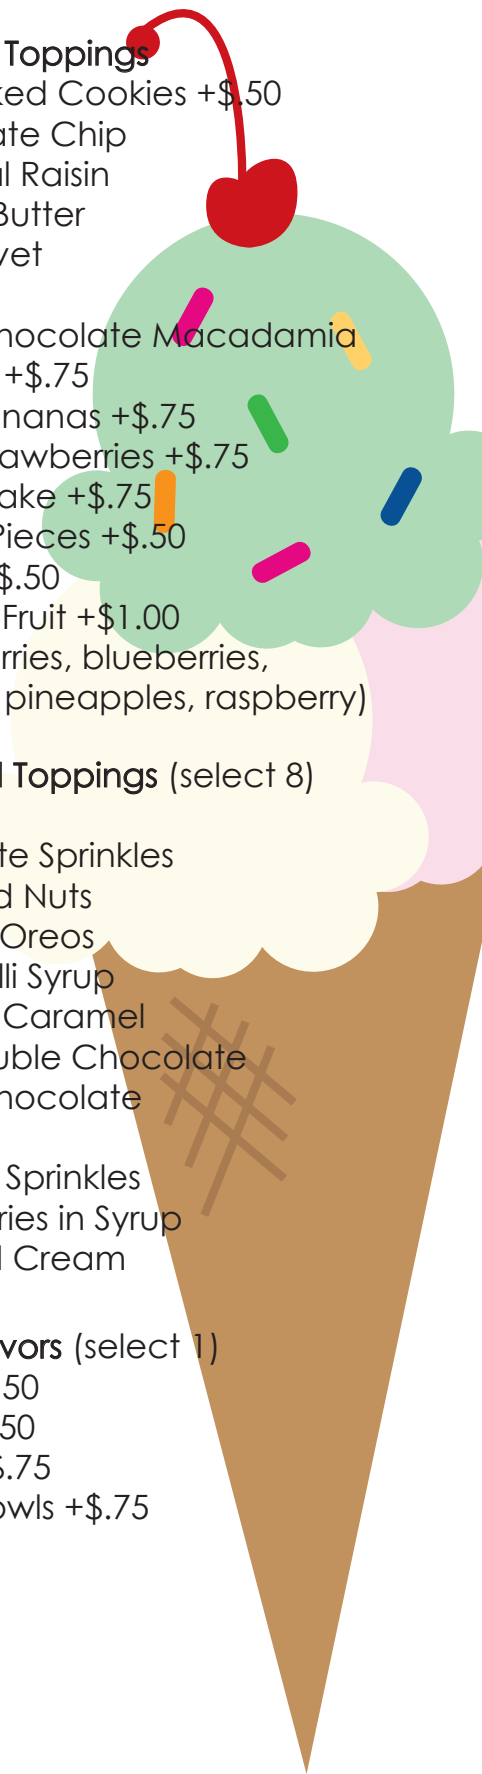 Toppings
ked Cookies +$.50
ate Chip
l Raisin
Butter
vet
hocolate Macadamia
+$.75
nanas +$.75
awberries +$.75
ake +$.75
Pieces +$.50
$.50
Fruit +$1.00
rries, blueberries,
pineapples, raspberry)
l Toppings (select 8)
te Sprinkles
d Nuts
Oreos
lli Syrup
Caramel
uble Chocolate
hocolate
Sprinkles
ries in Syrup
l Cream
vors (select 1)
50
50
$.75
owls +$.75